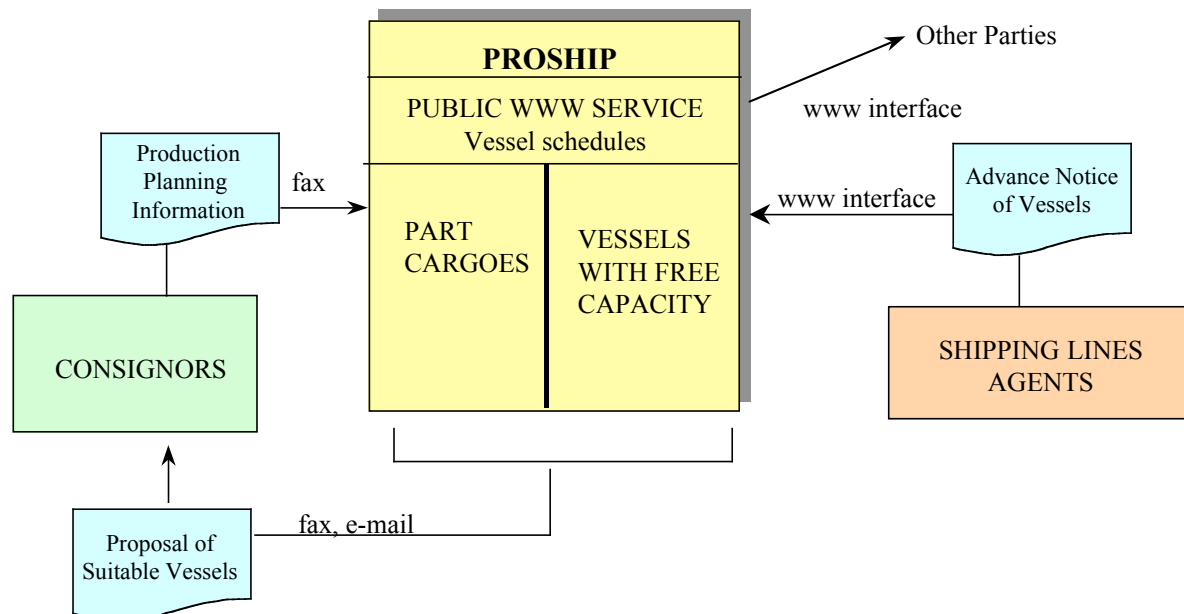 Other Parties
PROSHIP
PUBLIC WWW SERVICE
Vessel schedules
www interface
Production
Planning
Information
fax
Advance Notice
of Vessels
www interface
PART
CARGOES
VESSELS
WITH FREE
CAPACITY
CONSIGNORS
SHIPPING LINES
AGENTS
fax, e-mail
Proposal of
Suitable Vessels